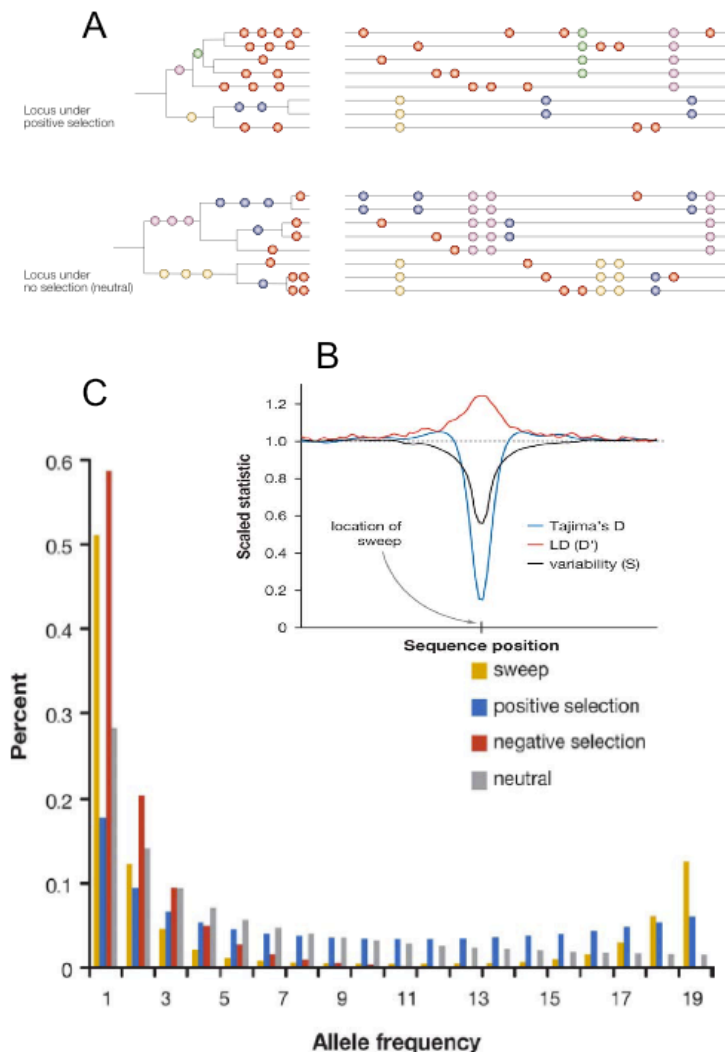 A
Locus under
positive selection
Locus under
no selection (neutral)
B
C
1.2
1.0
0.8
0.6
0.4
0.2
0
Scaled statistic
location of
sweep
Tajima's D
LD (D')
variability (S)
Sequence position
sweep
positive selection
negative selection
neutral
0.6
0.5
0.4
0.3
0.2
0.1
0
Percent
1 3 5 7 9 11 13 15 17 19
Allele frequency